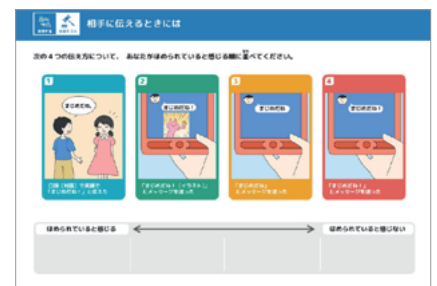 相手に伝えるときには
次の4つの伝え方について、あなたがほめられていると感じる順に並べてください。
1
まじめだね。
口頭(対面)で笑顔で
「まじめだね!」と伝えた
2
まじめだね!
「まじめだね!(イラスト)」
とメッセージを送った
3
まじめだね
「まじめだね」
とメッセージを送った
4
まじめだね!
「まじめだね!」
とメッセージを送った
ほめられていると感じる
ほめられていると感じない